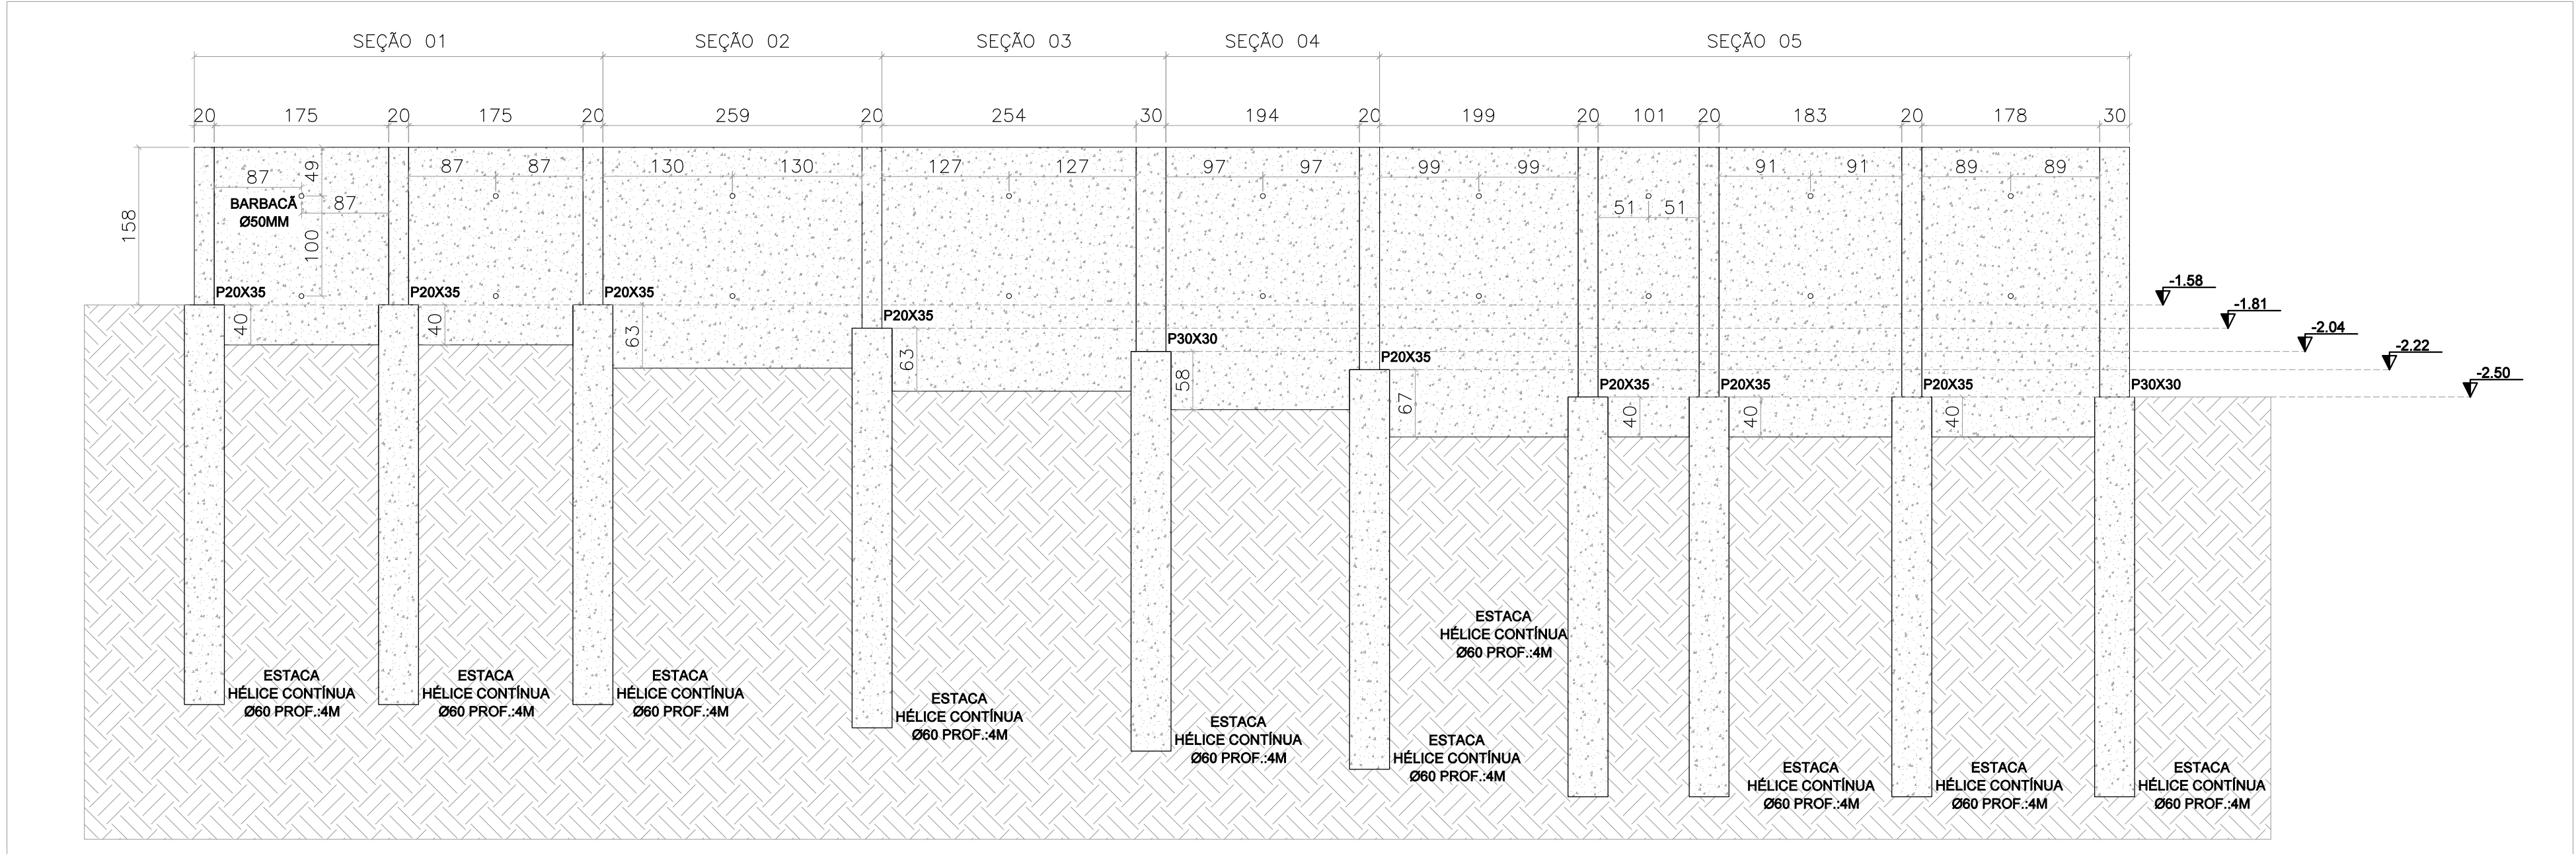 SEÇÃO 01 SEÇÃO 02 SEÇÃO 03 SEÇÃO 04 SEÇÃO 05
20 175 20 175 20 259 20 254 30 194 20 199 20 101 20 183 20 178 30
87 49 87 87 130 130 127 127 97 97 99 99 91 91 89 89
BARBACÃ 87
Ø50MM
51 51
158
100
-1.58
P20X35 P20X35 P20X35
-1.81
P20X35
40 40 63
-2.04
P30X30
-2.22
63 P20X35
58
-2.50
P20X35 P20X35 P20X35 P30X30
67 40 40 40
ESTACA
HÉLICE CONTÍNUA
Ø60 PROF.:4M
ESTACA
HÉLICE CONTÍNUA
Ø60 PROF.:4M
ESTACA
HÉLICE CONTÍNUA
Ø60 PROF.:4M
ESTACA
HÉLICE CONTÍNUA
Ø60 PROF.:4M
ESTACA
HÉLICE CONTÍNUA
Ø60 PROF.:4M
ESTACA
HÉLICE CONTÍNUA
Ø60 PROF.:4M
ESTACA
HÉLICE CONTÍNUA
Ø60 PROF.:4M
ESTACA
HÉLICE CONTÍNUA
Ø60 PROF.:4M
ESTACA
HÉLICE CONTÍNUA
Ø60 PROF.:4M
ESTACA
HÉLICE CONTÍNUA
Ø60 PROF.:4M